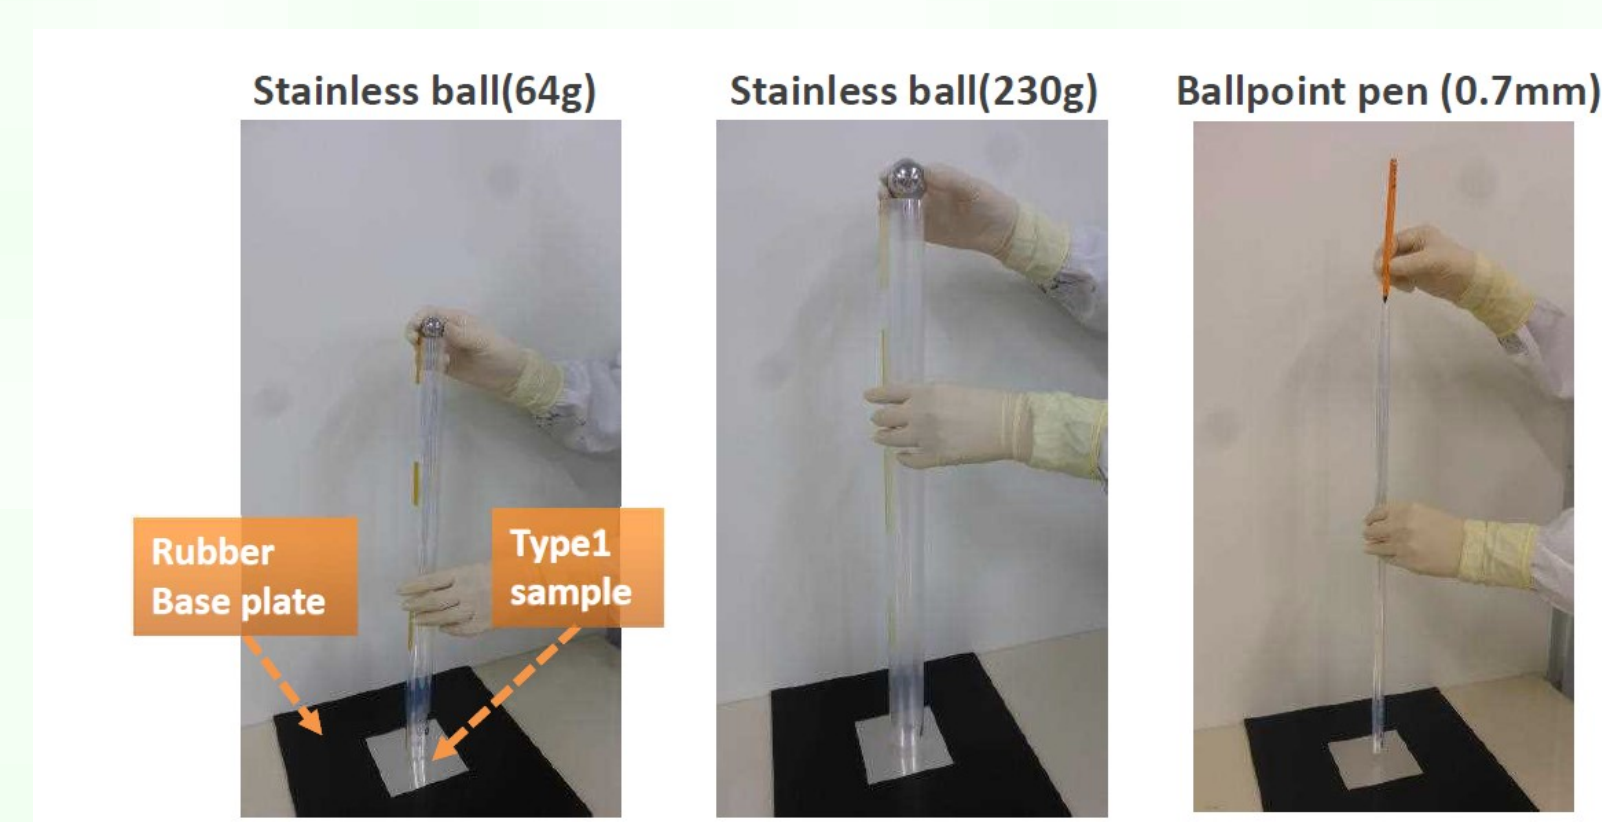 Stainless ball(64g)
Stainless ball(230g)
Ballpoint pen (0.7mm)
Rubber
Base plate
Type1
sample